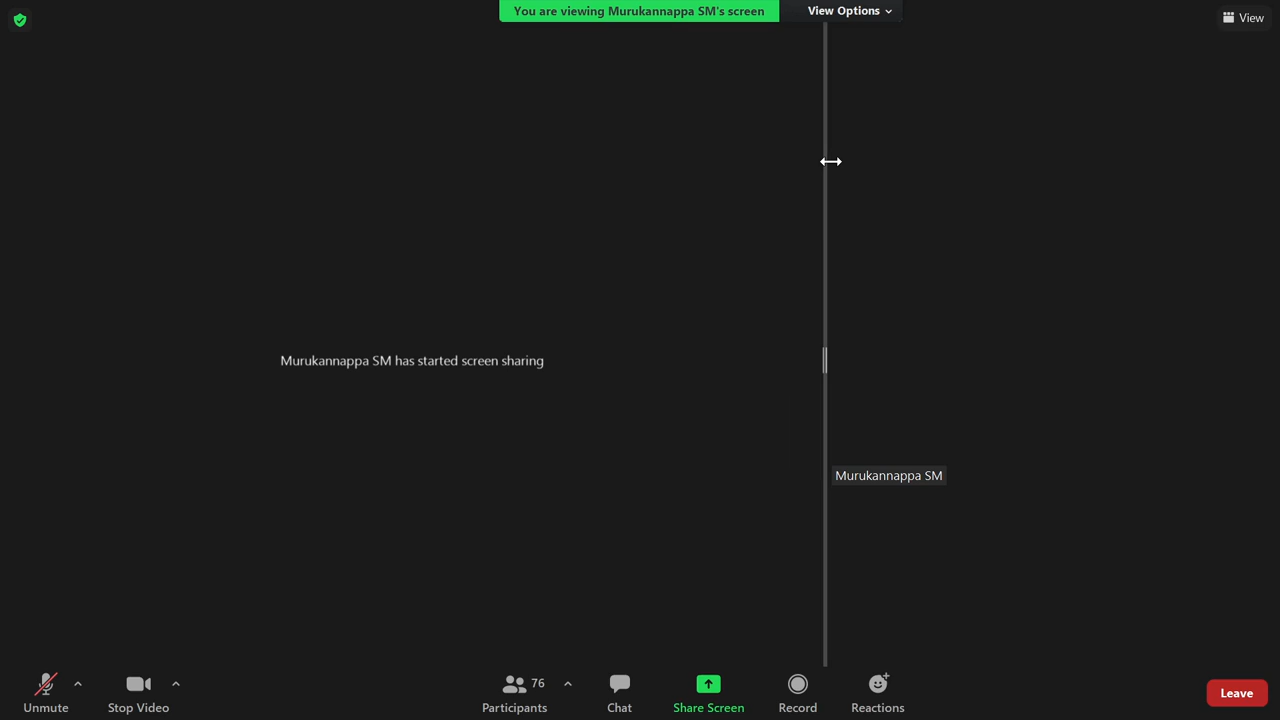 You are viewing Murukannappa SM's screen
View Options
View
Murukannappa SM has started screen sharing
Murukannappa SM
76
Unmute
Stop Video
Participants
Chat
Share Screen
Record
Reactions
Leave